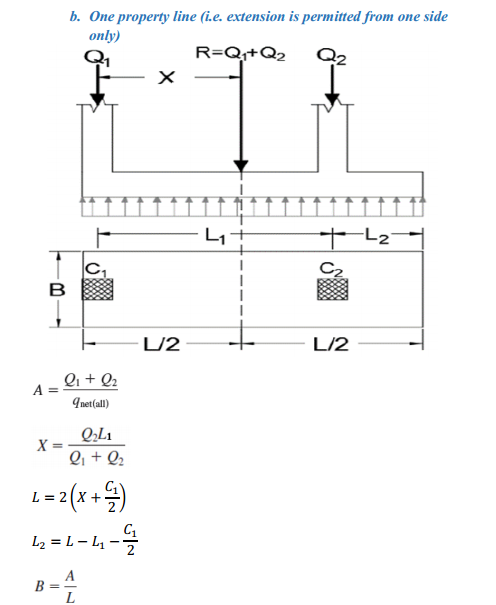 b. One property line (i.e. extension is permitted from one side
only)
Q₁ R=Q₁+Q₂ Q₂
X
L₁ L₂
C₁ C₂
B
L/2 L/2
A = (Q₁ + Q₂) / q_net(all)
X = Q₂L₁ / (Q₁ + Q₂)
L = 2(X + C₁/2)
L₂ = L − L₁ − C₁/2
B = A/L